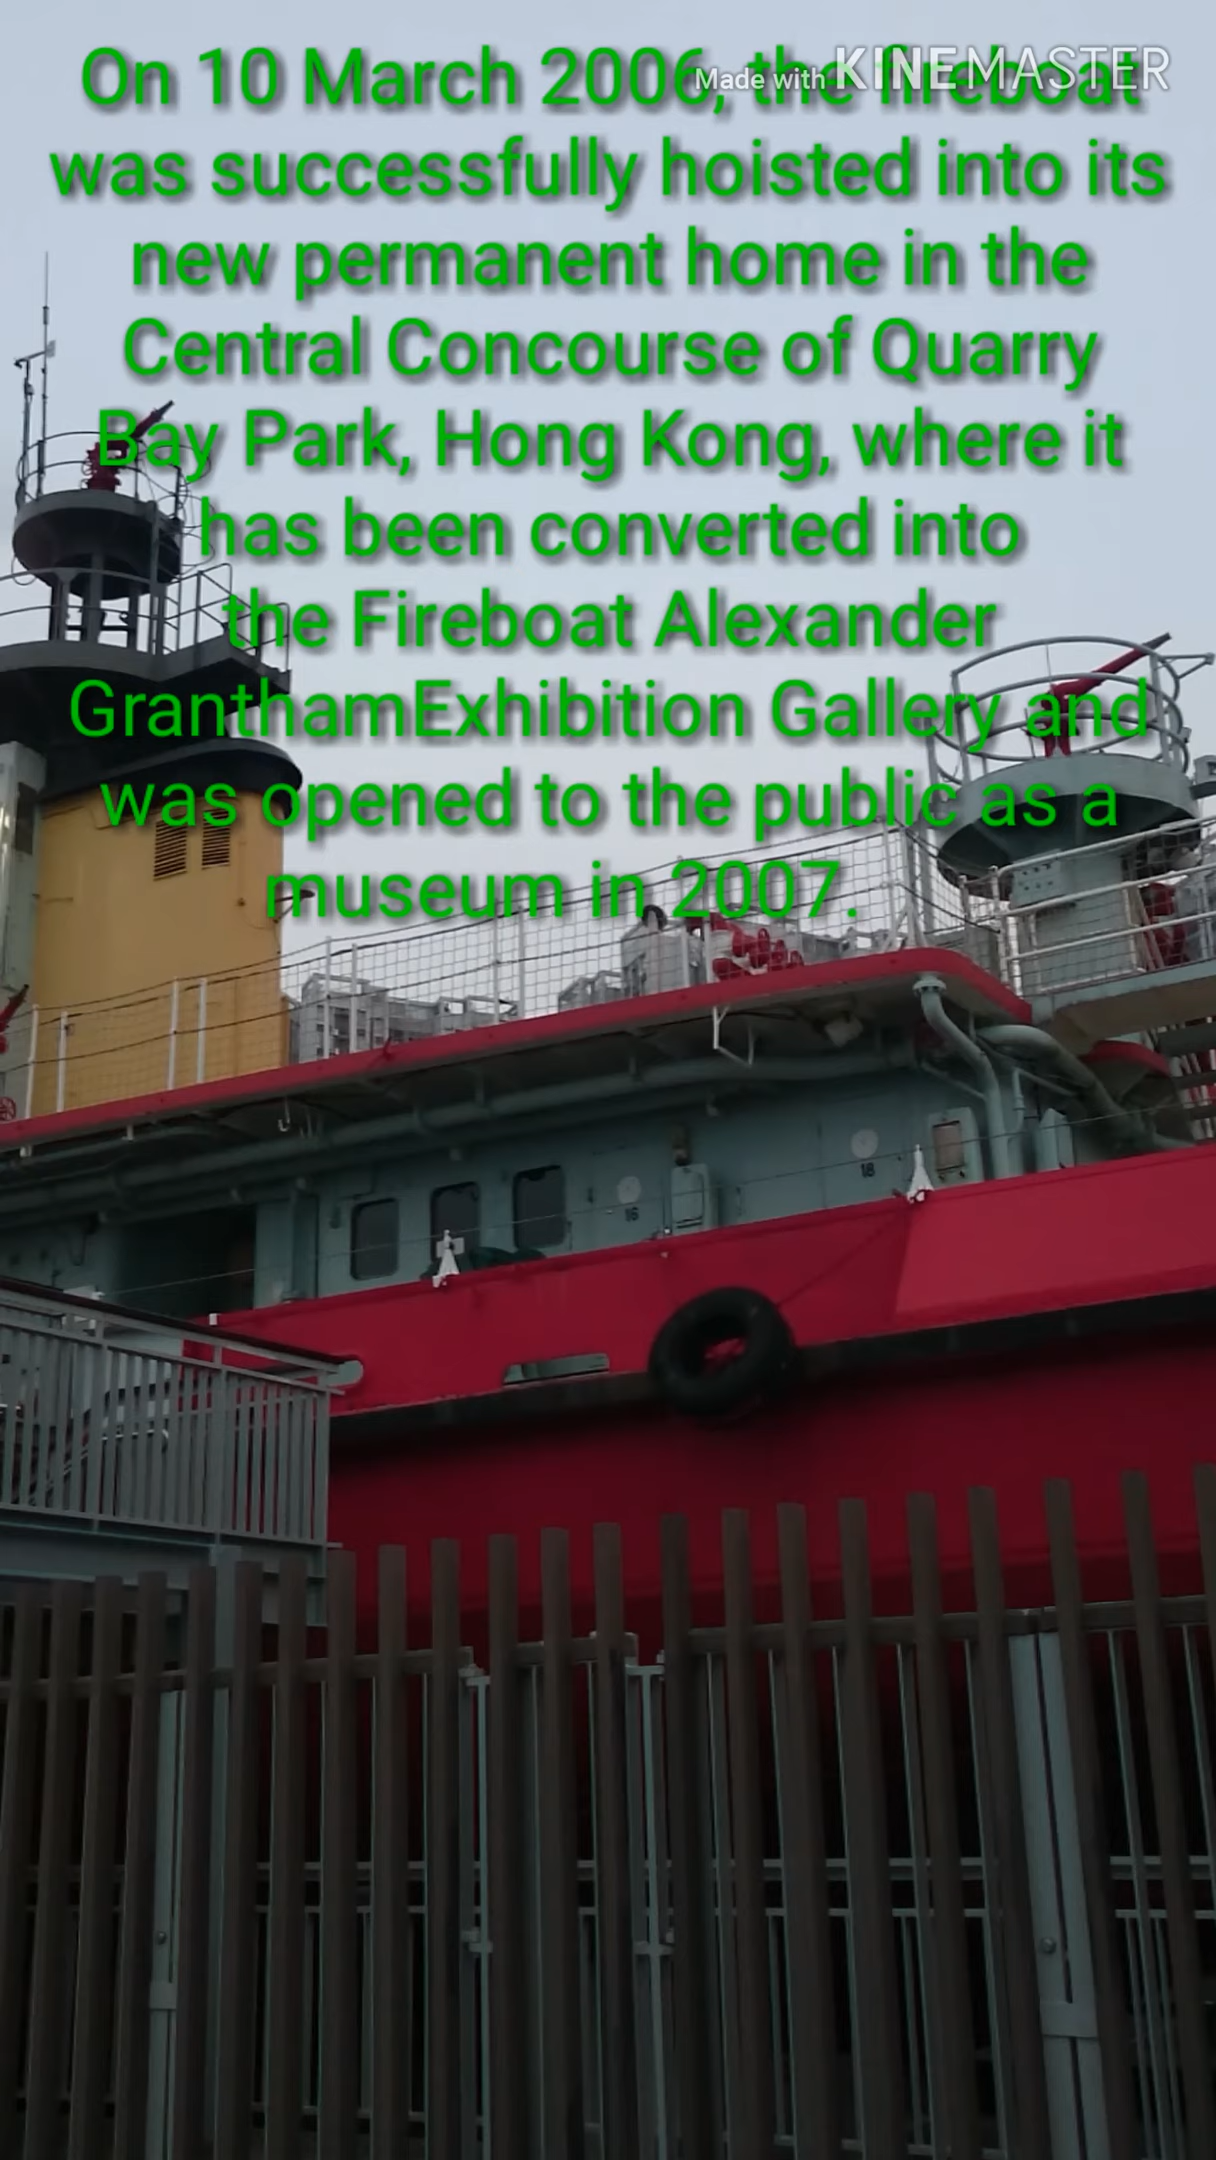 On 10 March 2006, the fireboat
Made with KINEMASTER
was successfully hoisted into its
new permanent home in the
Central Concourse of Quarry
Bay Park, Hong Kong, where it
has been converted into
the Fireboat Alexander
GranthamExhibition Gallery and
was opened to the public as a
museum in 2007.
18
16